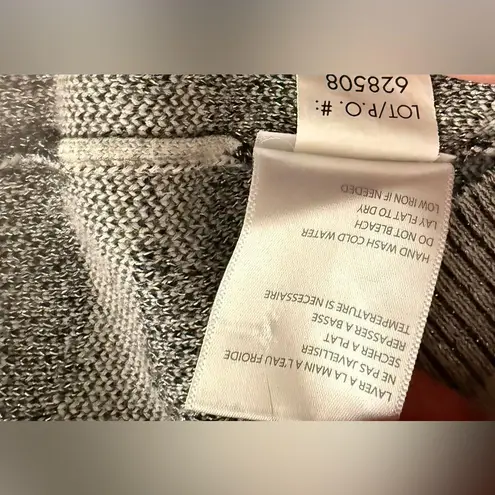 LOT/P.O. #:
628508
HAND WASH COLD WATER
DO NOT BLEACH
LAY FLAT TO DRY
LOW IRON IF NEEDED
LAVER A LA MAIN A L'EAU FROIDE
NE PAS JAVELLISER
SÉCHER A PLAT
REPASSER A BASSE
TEMPERATURE SI NECESSAIRE